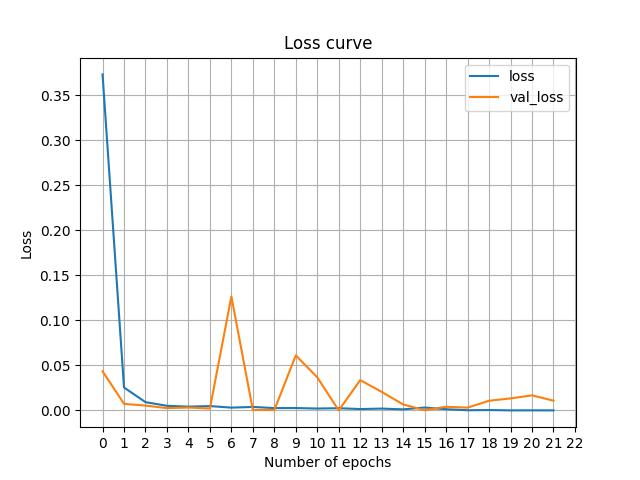 Loss curve
loss
val_loss
0.35
0.30
0.25
0.20
0.15
0.10
0.05
0.00
Loss
0 1 2 3 4 5 6 7 8 9 10 11 12 13 14 15 16 17 18 19 20 21 22
Number of epochs